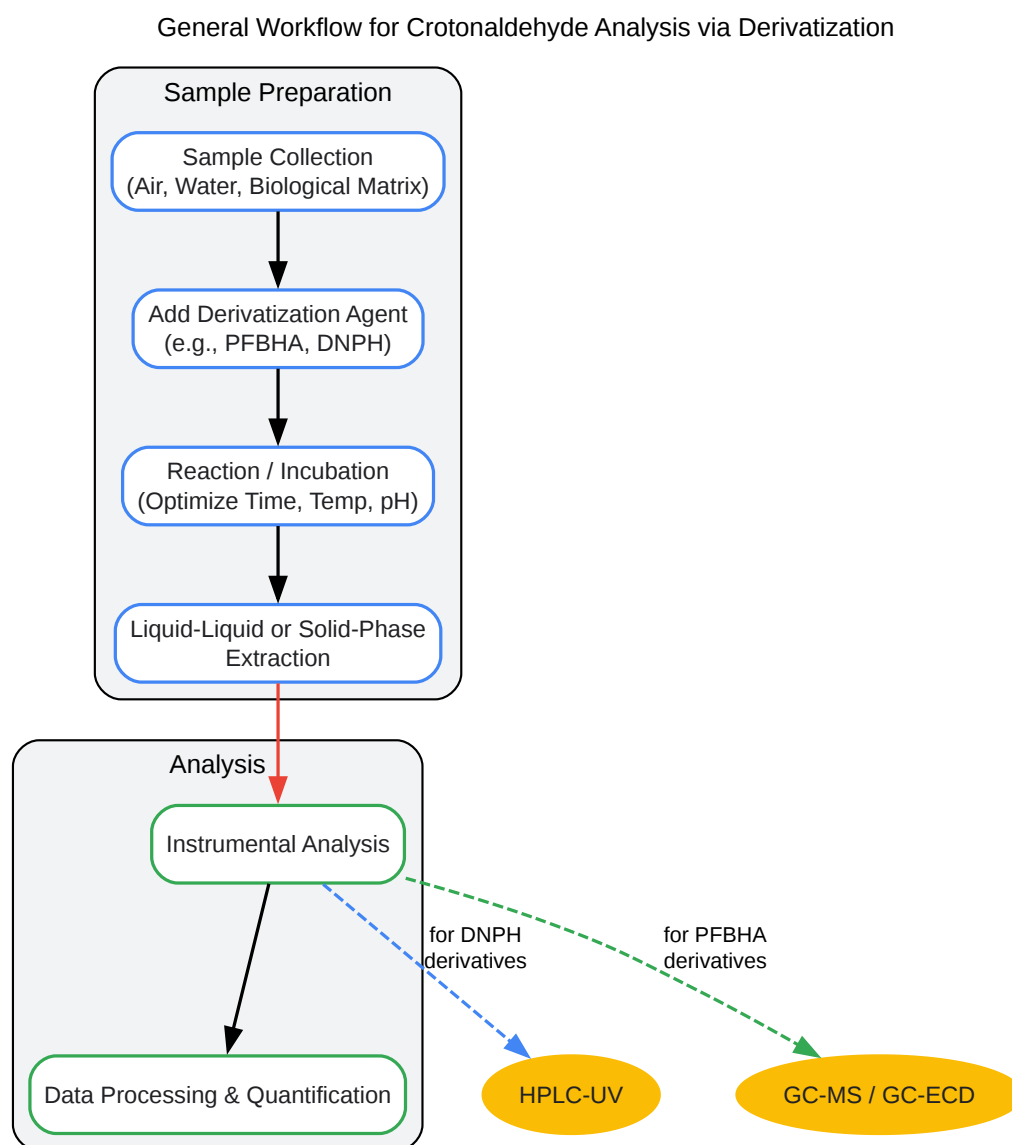 General Workflow for Crotonaldehyde Analysis via Derivatization
Sample Preparation
Sample Collection
(Air, Water, Biological Matrix)
Add Derivatization Agent
(e.g., PFBHA, DNPH)
Reaction / Incubation
(Optimize Time, Temp, pH)
Liquid-Liquid or Solid-Phase
Extraction
Analysis
Instrumental Analysis
for DNPH
derivatives
for PFBHA
derivatives
Data Processing & Quantification
HPLC-UV
GC-MS / GC-ECD